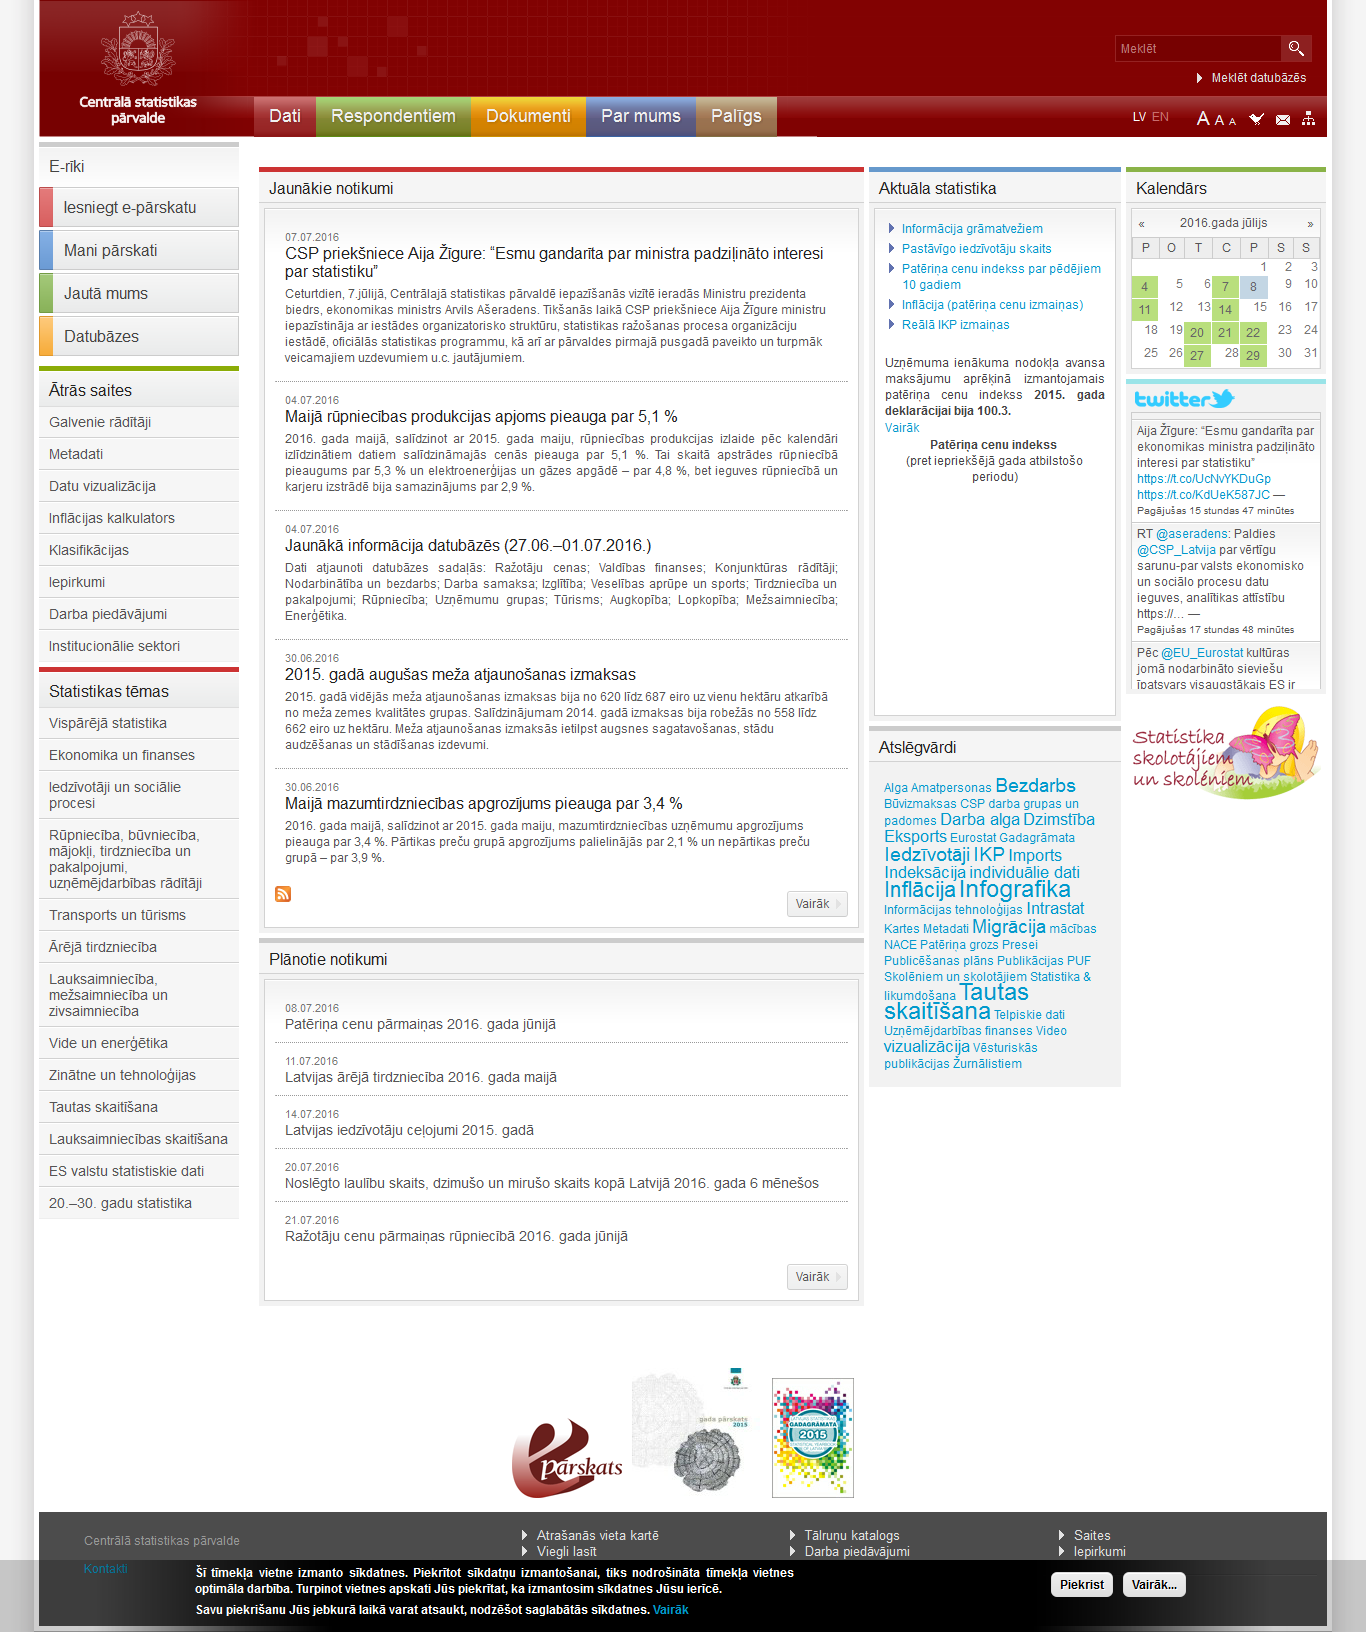 Centrālā statistikas
pārvalde
Meklēt
Meklēt datubāzēs
Dati
Respondentiem
Dokumenti
Par mums
Palīgs
LV EN
A A A
E-rīki
Iesniegt e-pārskatu
Mani pārskati
Jautā mums
Datubāzes
Ātrās saites
Galvenie rādītāji
Metadati
Datu vizualizācija
Inflācijas kalkulators
Klasifikācijas
Iepirkumi
Darba piedāvājumi
Institucionālie sektori
Statistikas tēmas
Vispārējā statistika
Ekonomika un finanses
Iedzīvotāji un sociālie
procesi
Rūpniecība, būvniecība,
mājokļi, tirdzniecība un
pakalpojumi,
uzņēmējdarbības rādītāji
Transports un tūrisms
Ārējā tirdzniecība
Lauksaimniecība,
mežsaimniecība un
zivsaimniecība
Vide un enerģētika
Zinātne un tehnoloģijas
Tautas skaitīšana
Lauksaimniecības skaitīšana
ES valstu statistiskie dati
20.–30. gadu statistika
Jaunākie notikumi
07.07.2016
CSP priekšniece Aija Žīgure: “Esmu gandarīta par ministra padziļināto interesi
par statistiku”
Ceturtdien, 7.jūlijā, Centrālajā statistikas pārvaldē iepazīšanās vizītē ieradās Ministru prezidenta
biedrs, ekonomikas ministrs Arvils Ašeradens. Tikšanās laikā CSP priekšniece Aija Žīgure ministru
iepazīstināja ar iestādes organizatorisko struktūru, statistikas ražošanas procesa organizāciju
iestādē, oficiālās statistikas programmu, kā arī ar pārvaldes pirmajā pusgadā paveikto un turpmāk
veicamajiem uzdevumiem u.c. jautājumiem.
04.07.2016
Maijā rūpniecības produkcijas apjoms pieauga par 5,1 %
2016. gada maijā, salīdzinot ar 2015. gada maiju, rūpniecības produkcijas izlaide pēc kalendāri
izlīdzinātiem datiem salīdzināmajās cenās pieauga par 5,1 %. Tai skaitā apstrādes rūpniecībā
pieaugums par 5,3 % un elektroenerģijas un gāzes apgādē – par 4,8 %, bet ieguves rūpniecībā un
karjeru izstrādē bija samazinājums par 2,9 %.
04.07.2016
Jaunākā informācija datubāzēs (27.06.–01.07.2016.)
Dati atjaunoti datubāzes sadaļās: Ražotāju cenas; Valdības finanses; Konjunktūras rādītāji;
Nodarbinātība un bezdarbs; Darba samaksa; Izglītība; Veselības aprūpe un sports; Tirdzniecība un
pakalpojumi; Rūpniecība; Uzņēmumu grupas; Tūrisms; Augkopība; Lopkopība; Mežsaimniecība;
Enerģētika.
30.06.2016
2015. gadā augušas meža atjaunošanas izmaksas
2015. gadā vidējās meža atjaunošanas izmaksas bija no 620 līdz 687 eiro uz vienu hektāru atkarībā
no meža zemes kvalitātes grupas. Salīdzinājumam 2014. gadā izmaksas bija robežās no 558 līdz
662 eiro uz hektāru. Meža atjaunošanas izmaksās ietilpst augsnes sagatavošanas, stādu
audzēšanas un stādīšanas izdevumi.
30.06.2016
Maijā mazumtirdzniecības apgrozījums pieauga par 3,4 %
2016. gada maijā, salīdzinot ar 2015. gada maiju, mazumtirdzniecības uzņēmumu apgrozījums
pieauga par 3,4 %. Pārtikas preču grupā apgrozījums palielinājās par 2,1 % un nepārtikas preču
grupā – par 3,9 %.
Vairāk
Plānotie notikumi
08.07.2016
Patēriņa cenu pārmaiņas 2016. gada jūnijā
11.07.2016
Latvijas ārējā tirdzniecība 2016. gada maijā
14.07.2016
Latvijas iedzīvotāju ceļojumi 2015. gadā
20.07.2016
Noslēgto laulību skaits, dzimušo un mirušo skaits kopā Latvijā 2016. gada 6 mēnešos
21.07.2016
Ražotāju cenu pārmaiņas rūpniecībā 2016. gada jūnijā
Vairāk
Aktuāla statistika
Informācija grāmatvežiem
Pastāvīgo iedzīvotāju skaits
Patēriņa cenu indekss par pēdējiem
10 gadiem
Inflācija (patēriņa cenu izmaiņas)
Reālā IKP izmaiņas
Uzņēmuma ienākuma nodokļa avansa
maksājumu aprēķinā izmantojamais
patēriņa cenu indekss 2015. gada
deklarācijai bija 100.3.
Vairāk
Patēriņa cenu indekss
(pret iepriekšējā gada atbilstošo
periodu)
Atslēgvārdi
Alga Amatpersonas Bezdarbs
Būvizmaksas CSP darba grupas un
padomes Darba alga Dzimstība
Eksports Eurostat Gadagrāmata
Iedzīvotāji IKP Imports
Indeksācija individuālie dati
Inflācija Infografika
Informācijas tehnoloģijas Intrastat
Kartes Metadati Migrācija mācības
NACE Patēriņa grozs Presei
Publicēšanas plāns Publikācijas PUF
Skolēniem un skolotājiem Statistika &
likumdošana Tautas
skaitīšana Telpiskie dati
Uzņēmējdarbības finanses Video
vizualizācija Vēsturiskās
publikācijas Žurnālistiem
Kalendārs
« 2016.gada jūlijs »
P O T C P S S
1 2 3
4 5 6 7 8 9 10
11 12 13 14 15 16 17
18 19 20 21 22 23 24
25 26 27 28 29 30 31
twitter
Aija Žīgure: “Esmu gandarīta par
ekonomikas ministra padziļināto
interesi par statistiku”
https://t.co/UcNvYKDuGp
https://t.co/KdUeK587JC —
Pagājušas 15 stundas 47 minūtes
RT @aseradens: Paldies
@CSP_Latvija par vērtīgu
sarunu-par valsts ekonomisko
un sociālo procesu datu
ieguves, analītikas attīstību
https://... —
Pagājušas 17 stundas 48 minūtes
Pēc @EU_Eurostat kultūras
jomā nodarbināto sieviešu
īpatsvars visaugstākais ES ir
Statistika
skolotājiem
un skolēniem
e
pārskats
gada pārskats
2015
GADAGRĀMATA
2015
Centrālā statistikas pārvalde
Kontakti
Atrašanās vieta kartē
Viegli lasīt
Tālruņu katalogs
Darba piedāvājumi
Saites
Iepirkumi
Šī tīmekļa vietne izmanto sīkdatnes. Piekrītot sīkdatņu izmantošanai, tiks nodrošināta tīmekļa vietnes
optimāla darbība. Turpinot vietnes apskati Jūs piekrītat, ka izmantosim sīkdatnes Jūsu ierīcē.
Savu piekrišanu Jūs jebkurā laikā varat atsaukt, nodzēšot saglabātās sīkdatnes. Vairāk
Piekrist
Vairāk...